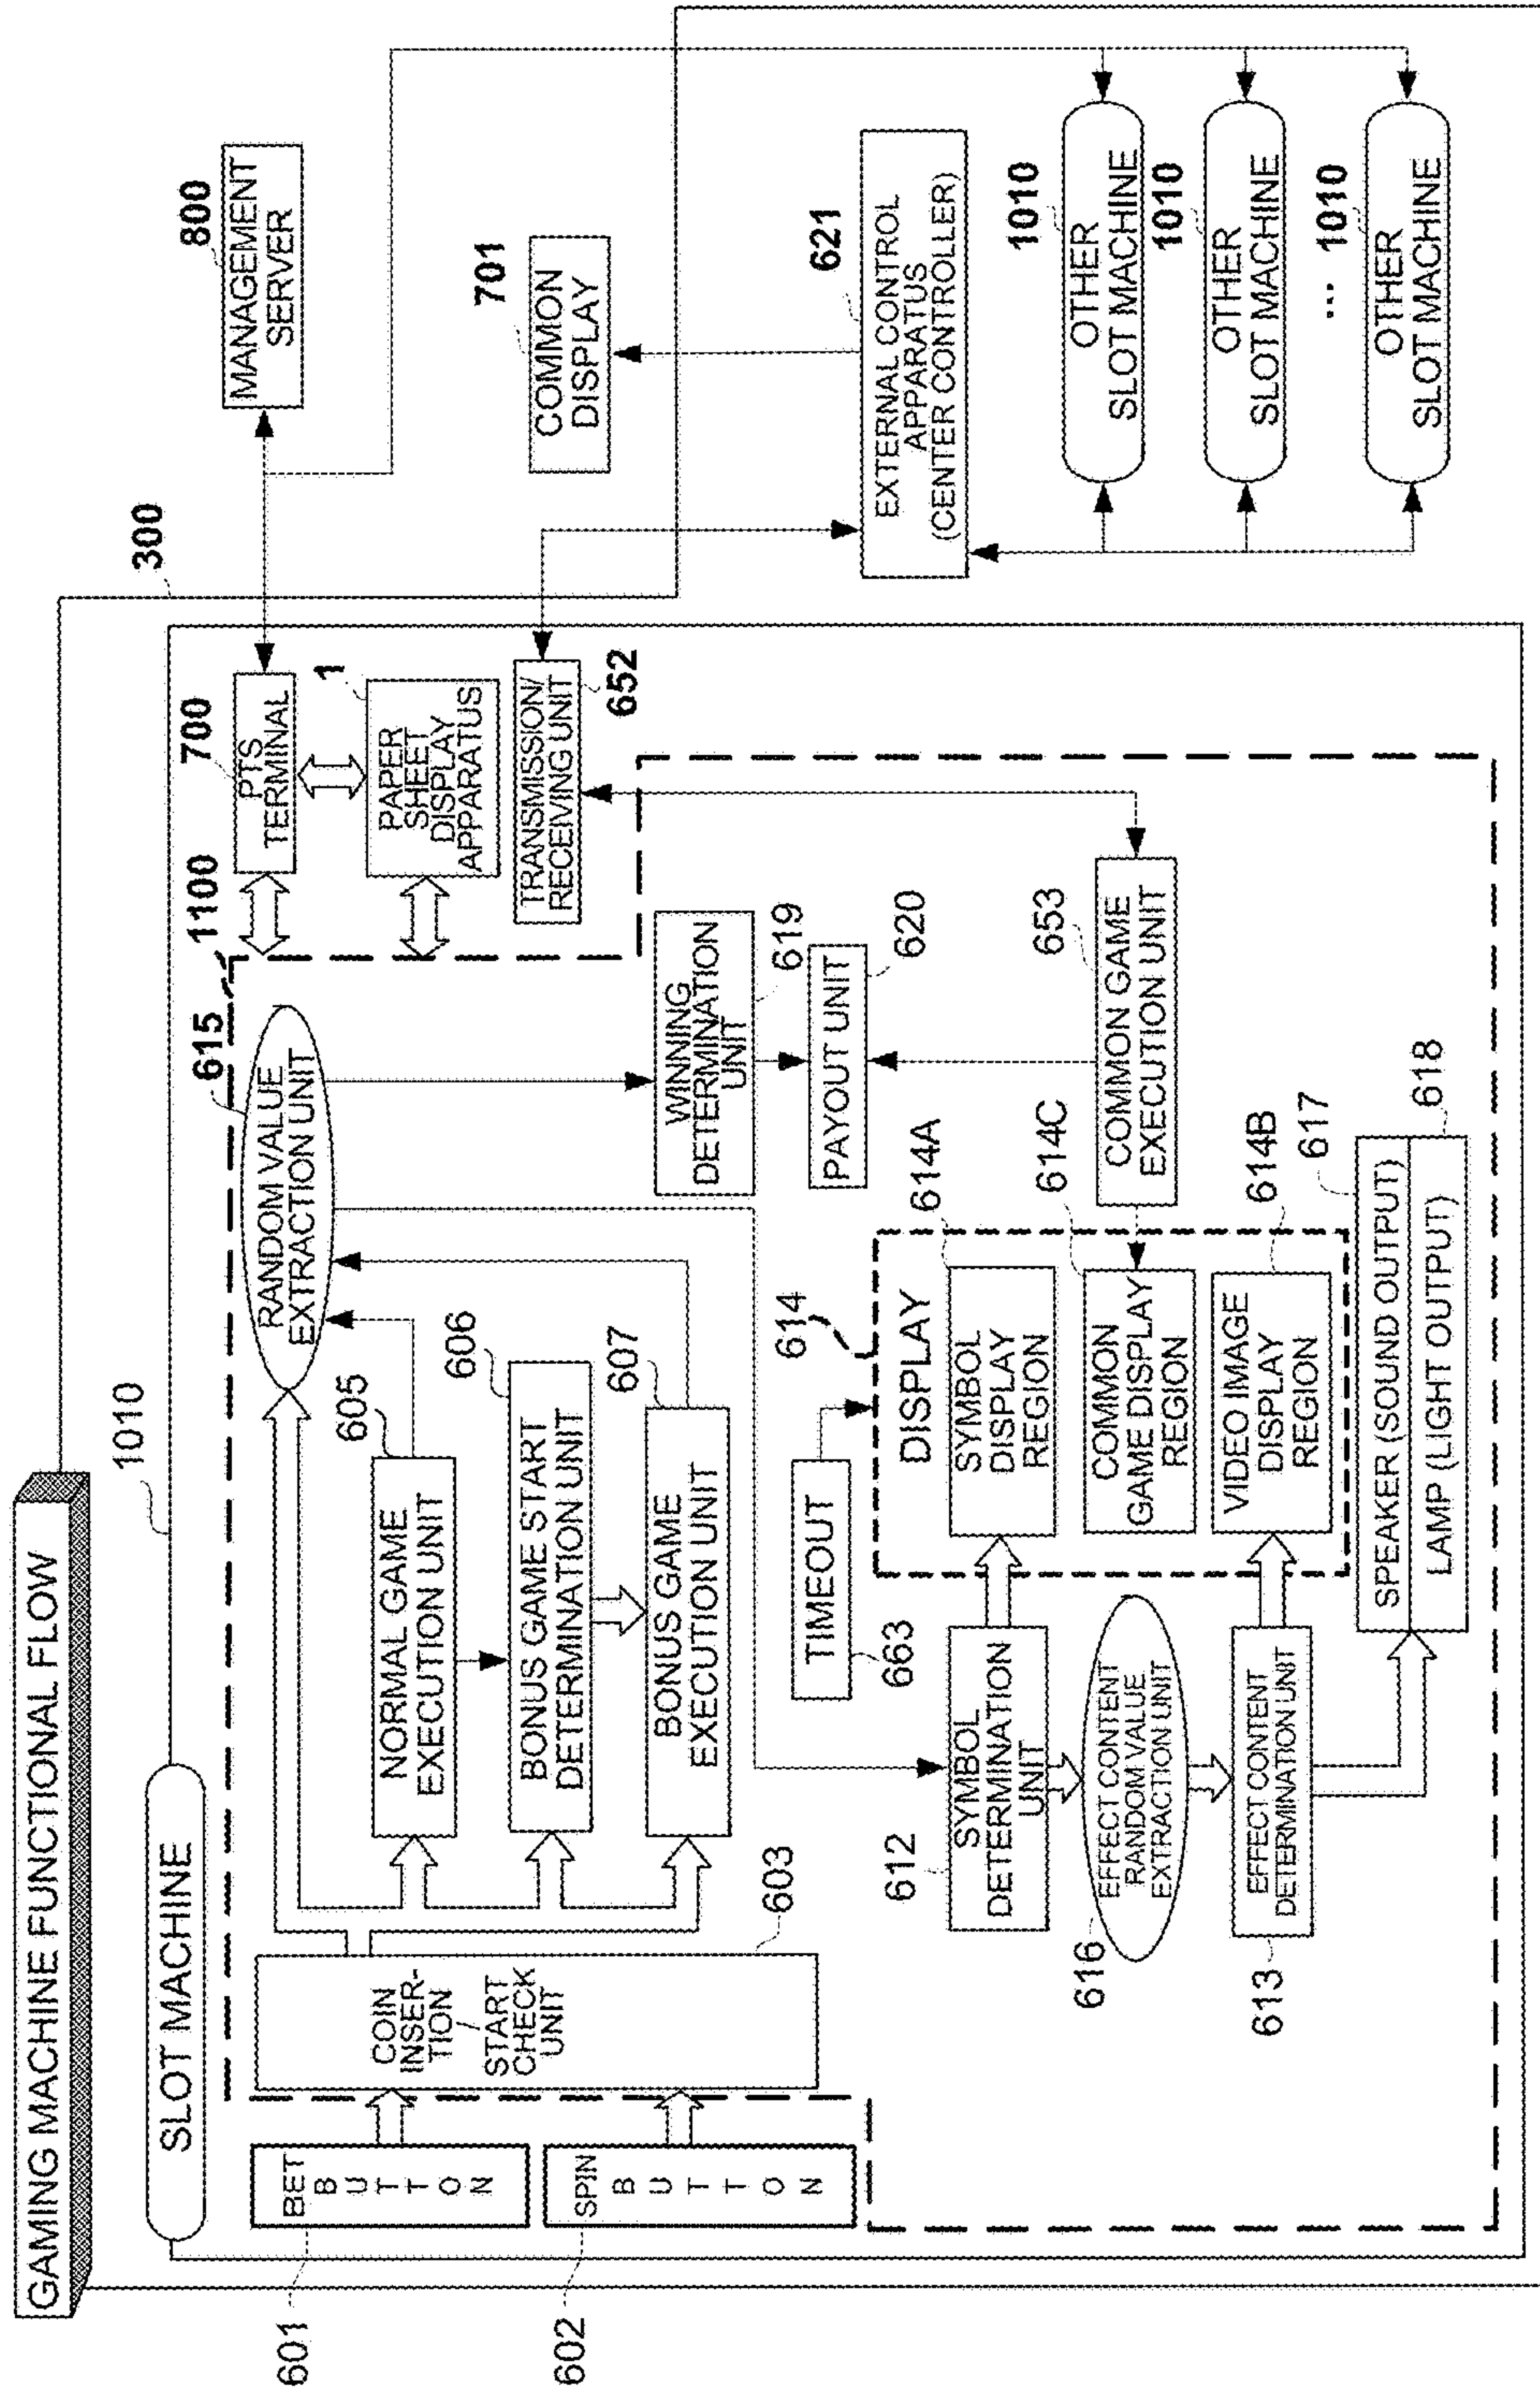 GAMING MACHINE FUNCTIONAL FLOW
300
SLOT MACHINE
1010
601
BET
BUTTON
602
SPIN
BUTTON
COIN
INSER-
TION
/
START
CHECK
UNIT
603
NORMAL GAME
EXECUTION UNIT
605
BONUS GAME START
DETERMINATION UNIT
606
BONUS GAME
EXECUTION UNIT
607
RANDOM VALUE
EXTRACTION UNIT
615
1100
PTS
TERMINAL
700
PAPER
SHEET
DISPLAY
APPARATUS
1
TRANSMISSION/
RECEIVING UNIT
652
WINNING
DETERMINATION
UNIT
619
PAYOUT UNIT
620
COMMON GAME
EXECUTION UNIT
653
TIMEOUT
663
DISPLAY
614
SYMBOL
DISPLAY
REGION
614A
COMMON
GAME DISPLAY
REGION
614C
VIDEO IMAGE
DISPLAY
REGION
614B
612
SYMBOL
DETERMINATION
UNIT
616
EFFECT CONTENT
RANDOM VALUE
EXTRACTION UNIT
613
EFFECT CONTENT
DETERMINATION UNIT
SPEAKER (SOUND OUTPUT)
617
LAMP (LIGHT OUTPUT)
618
MANAGEMENT
SERVER
800
COMMON
DISPLAY
701
EXTERNAL CONTROL
APPARATUS
(CENTER CONTROLLER)
621
OTHER
SLOT MACHINE
1010
OTHER
SLOT MACHINE
1010
...
OTHER
SLOT MACHINE
1010